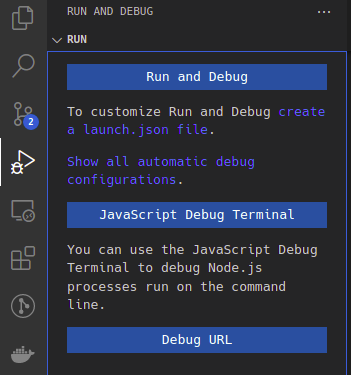 RUN AND DEBUG
RUN
Run and Debug
To customize Run and Debug create
a launch.json file.
Show all automatic debug
configurations.
2
JavaScript Debug Terminal
You can use the JavaScript Debug
Terminal to debug Node.js
processes run on the command
line.
Debug URL